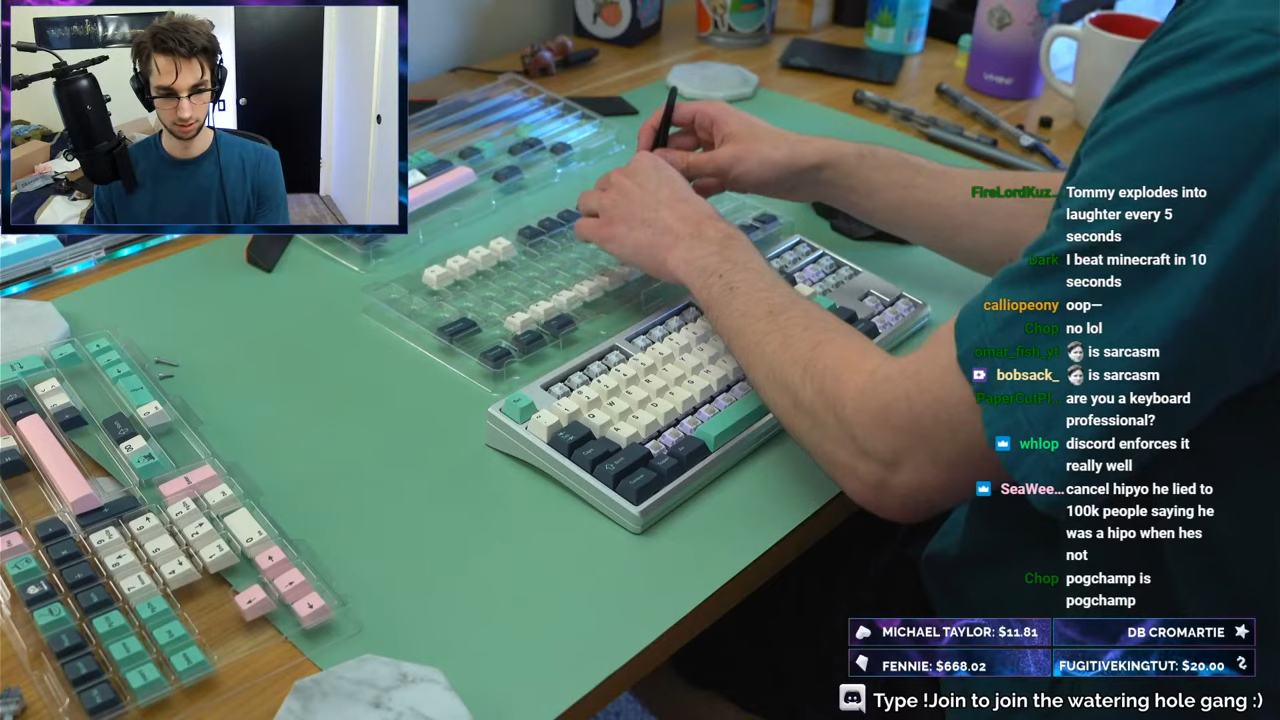 FireLordKuz... Tommy explodes into
laughter every 5
seconds
Dark I beat minecraft in 10
seconds
calliopeony oop—
Chop no lol
omar_fish_yt is sarcasm
bobsack_ is sarcasm
PaperCutPl... are you a keyboard
professional?
whlop discord enforces it
really well
SeaWee... cancel hipyo he lied to
100k people saying he
was a hipo when hes
not
Chop pogchamp is
pogchamp
MICHAEL TAYLOR: $11.81
DB CROMARTIE
FENNIE: $668.02
FUGITIVEKINGTUT: $20.00
Type !Join to join the watering hole gang :)